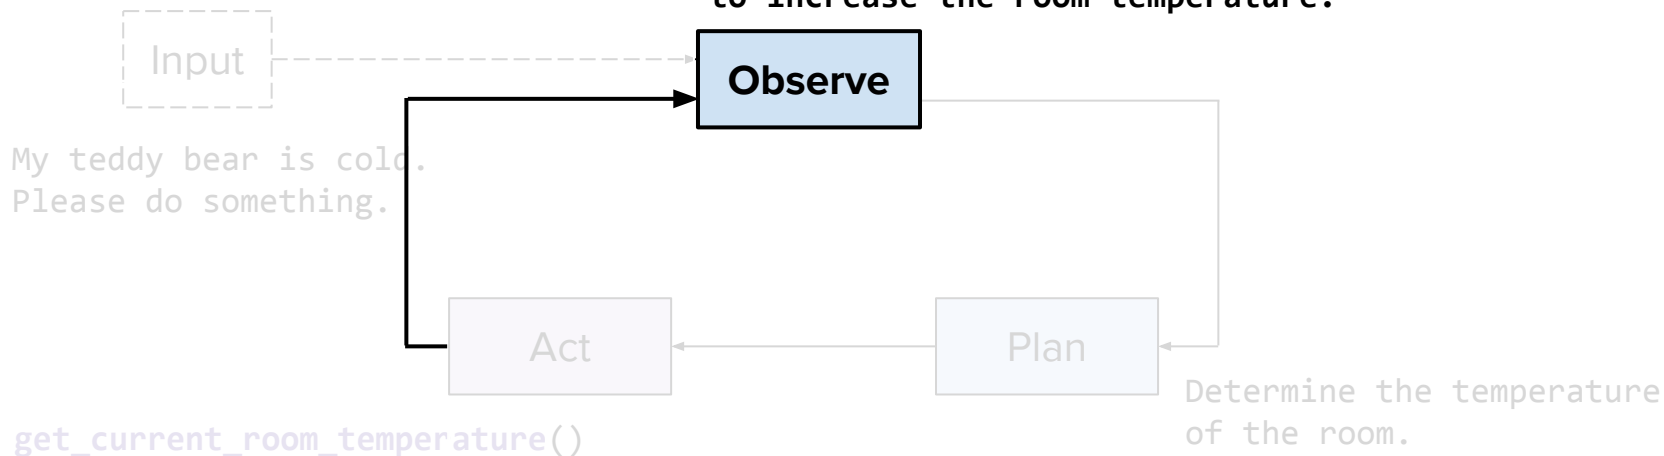 to increase the room temperature.
Input
Observe
My teddy bear is cold.
Please do something.
Act
Plan
Determine the temperature
of the room.
get_current_room_temperature()